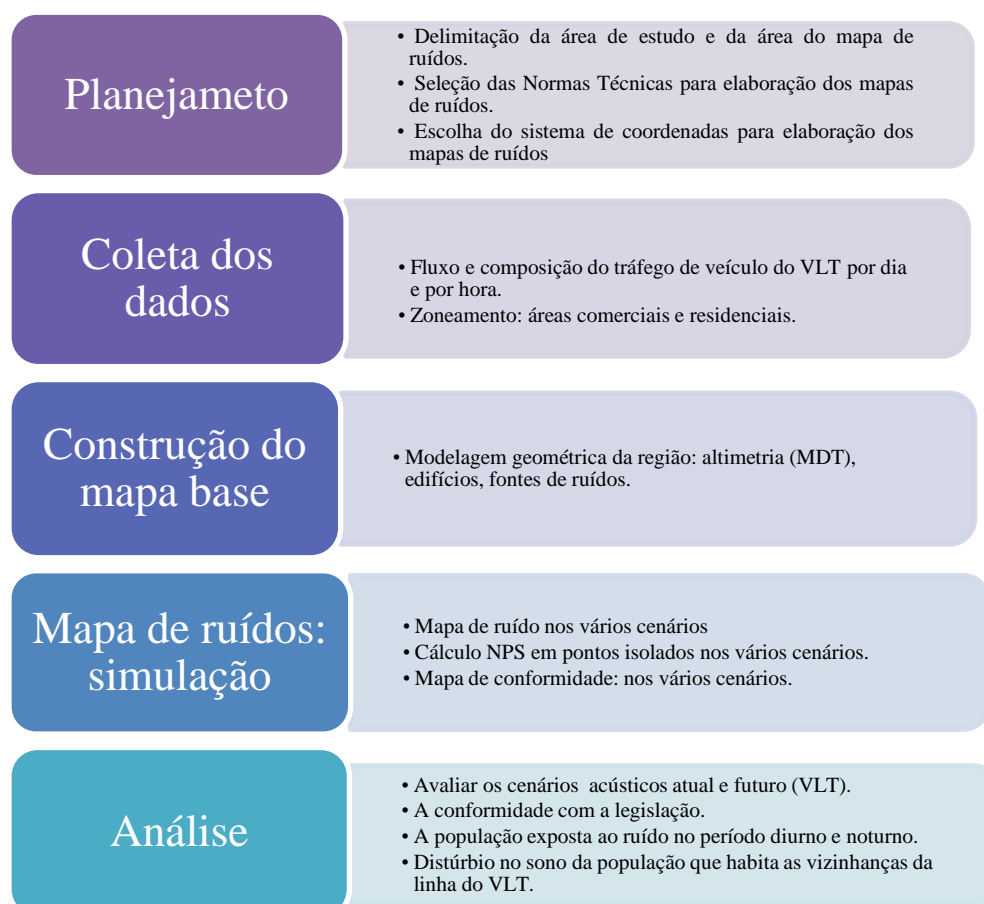 Planejameto
• Delimitação da área de estudo e da área do mapa de
ruídos.
• Seleção das Normas Técnicas para elaboração dos mapas
de ruídos.
• Escolha do sistema de coordenadas para elaboração dos
mapas de ruídos
Coleta dos
dados
• Fluxo e composição do tráfego de veículo do VLT por dia
e por hora.
• Zoneamento: áreas comerciais e residenciais.
Construção do
mapa base
• Modelagem geométrica da região: altimetria (MDT),
edifícios, fontes de ruídos.
Mapa de ruídos:
simulação
• Mapa de ruído nos vários cenários
• Cálculo NPS em pontos isolados nos vários cenários.
• Mapa de conformidade: nos vários cenários.
Análise
• Avaliar os cenários acústicos atual e futuro (VLT).
• A conformidade com a legislação.
• A população exposta ao ruído no período diurno e noturno.
• Distúrbio no sono da população que habita as vizinhanças da
linha do VLT.